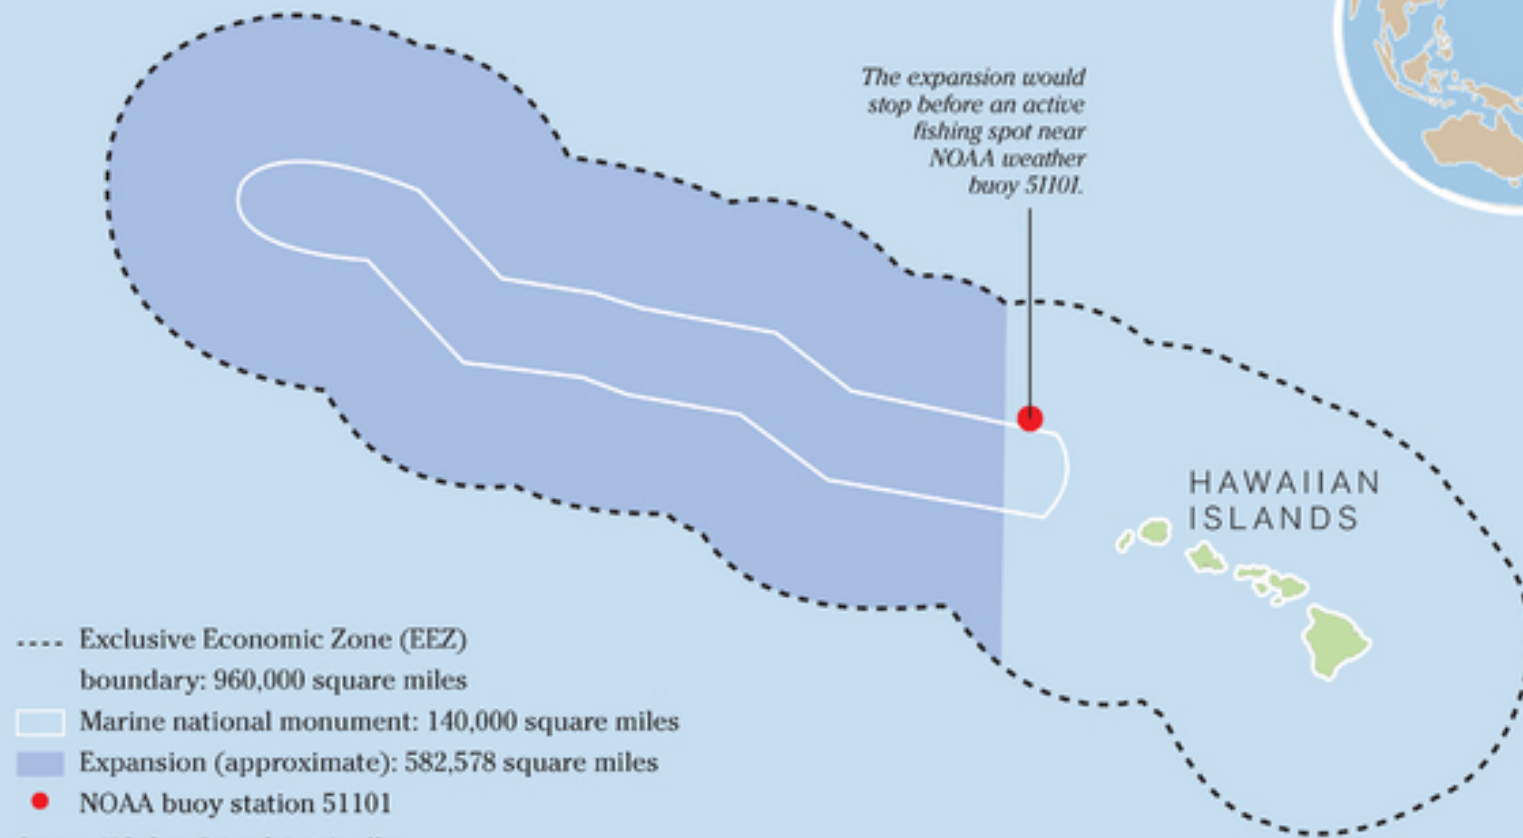 The expansion would
stop before an active
fishing spot near
NOAA weather
buoy 51101.
HAWAIIAN
ISLANDS
Exclusive Economic Zone (EEZ)
boundary: 960,000 square miles
Marine national monument: 140,000 square miles
Expansion (approximate): 582,578 square miles
NOAA buoy station 51101